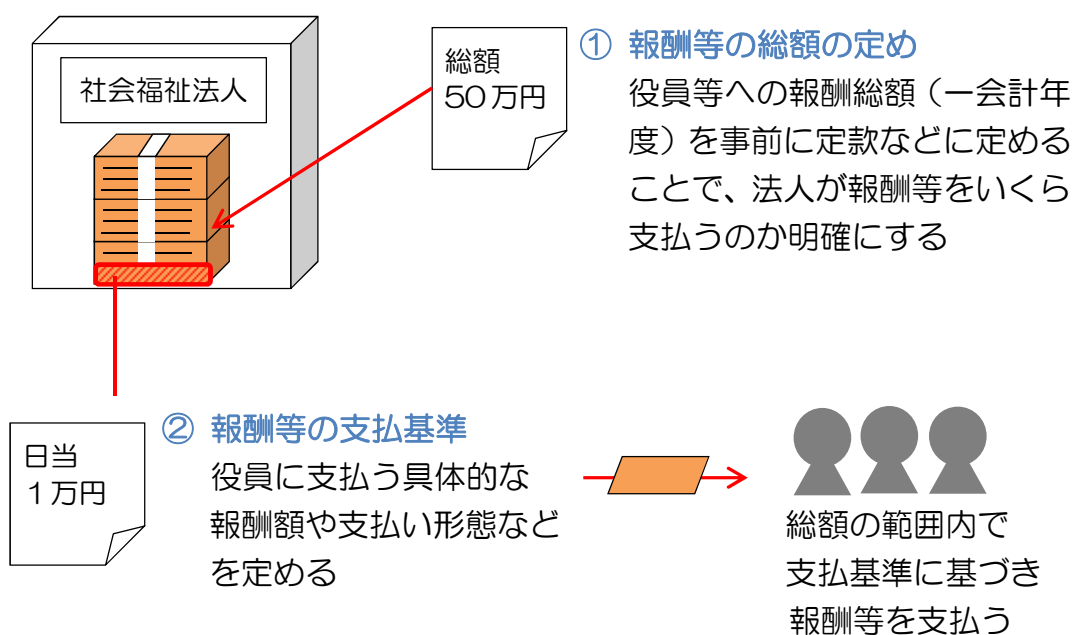 社会福祉法人
総額
50万円
① 報酬等の総額の定め
役員等への報酬総額（一会計年
度）を事前に定款などに定める
ことで、法人が報酬等をいくら
支払うのか明確にする
日当
1万円
② 報酬等の支払基準
役員に支払う具体的な
報酬額や支払い形態など
を定める
総額の範囲内で
支払基準に基づき
報酬等を支払う